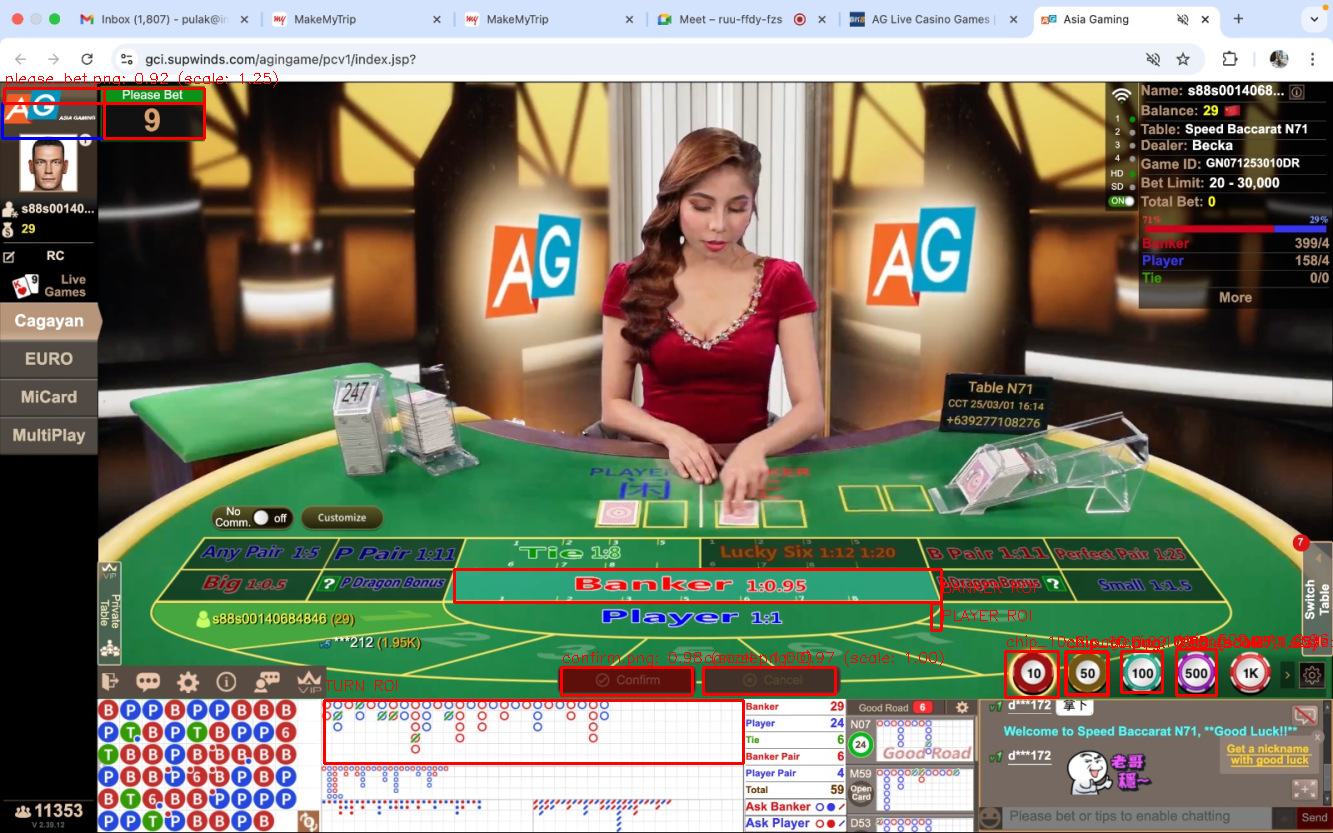 Inbox (1,807) - pulak@in
MakeMyTrip
MakeMyTrip
Meet – ruu-ffdy-fzs
AG Live Casino Games
Asia Gaming
gci.supwinds.com/agingame/pcv1/index.jsp?
please_bet.png: 0.92 (scale: 1.25)
AG
ASIA GAMING
Please Bet
9
s88s00140...
29
RC
Live
Games
Cagayan
EURO
MiCard
MultiPlay
Name: s88s0014068...
Balance: 29
Table: Speed Baccarat N71
Dealer: Becka
Game ID: GN071253010DR
Bet Limit: 20 - 30,000
Total Bet: 0
1
2
3
4
HD
SD
ON
71%
29%
Banker 399/4
Player 158/4
Tie 0/0
More
AG
AG
247
Table N71
CCT 25/03/01 16:14
+639277108276
PLAYER
闲
No
Comm.
off
Customize
Any Pair 1:5
P Pair 1:11
Tie 1:8
Lucky Six 1:12 1:20
B Pair 1:11
Perfect Pair 1:25
Big 1:0.5
? P.Dragon Bonus
Banker 1:0.95
B.Dragon Bonus ?
Small 1:1.5
BANKER ROI
Player 1:1
PLAYER ROI
s88s00140684846 (29)
***212 (1.95K)
VIP
Private
Table
7
Switch
Table
confirm.png: 0.98
0.97 (scale: 1.00)
Confirm
Cancel
10
50
100
500
1K
VIP
TURN ROI
Banker 29
Player 24
Tie 6
Banker Pair 6
Player Pair 4
Total 59
Ask Banker
Ask Player
Good Road 6
N07
24
Good Road
M59
Open
Card
D53
d***172 拿下
Welcome to Speed Baccarat N71, **Good Luck!!**
d***172
老哥
穩~
Get a nickname
with good luck
Please bet or tips to enable chatting
Send
B P P B P P P B B
P T B P T B P P 6
11353
V 2.39.12